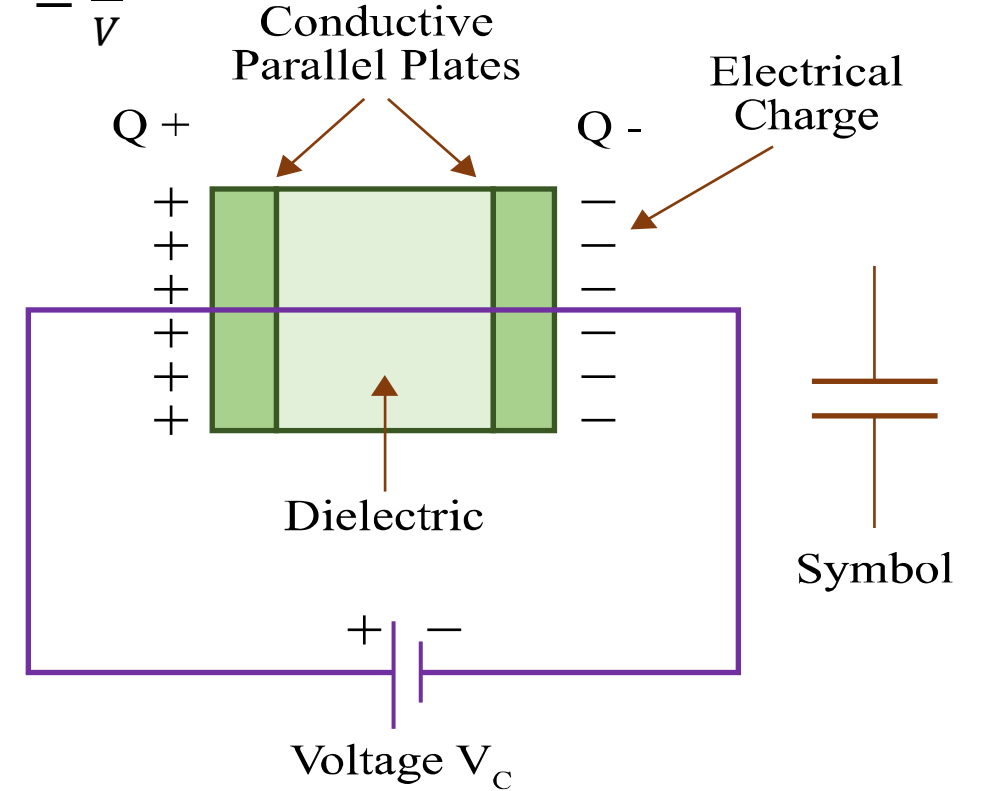 V
Conductive
Parallel Plates
Electrical
Charge
Q +
Q -
+ —
+ —
+ —
+ —
+ —
+ —
Dielectric
Symbol
+ —
Voltage V_C